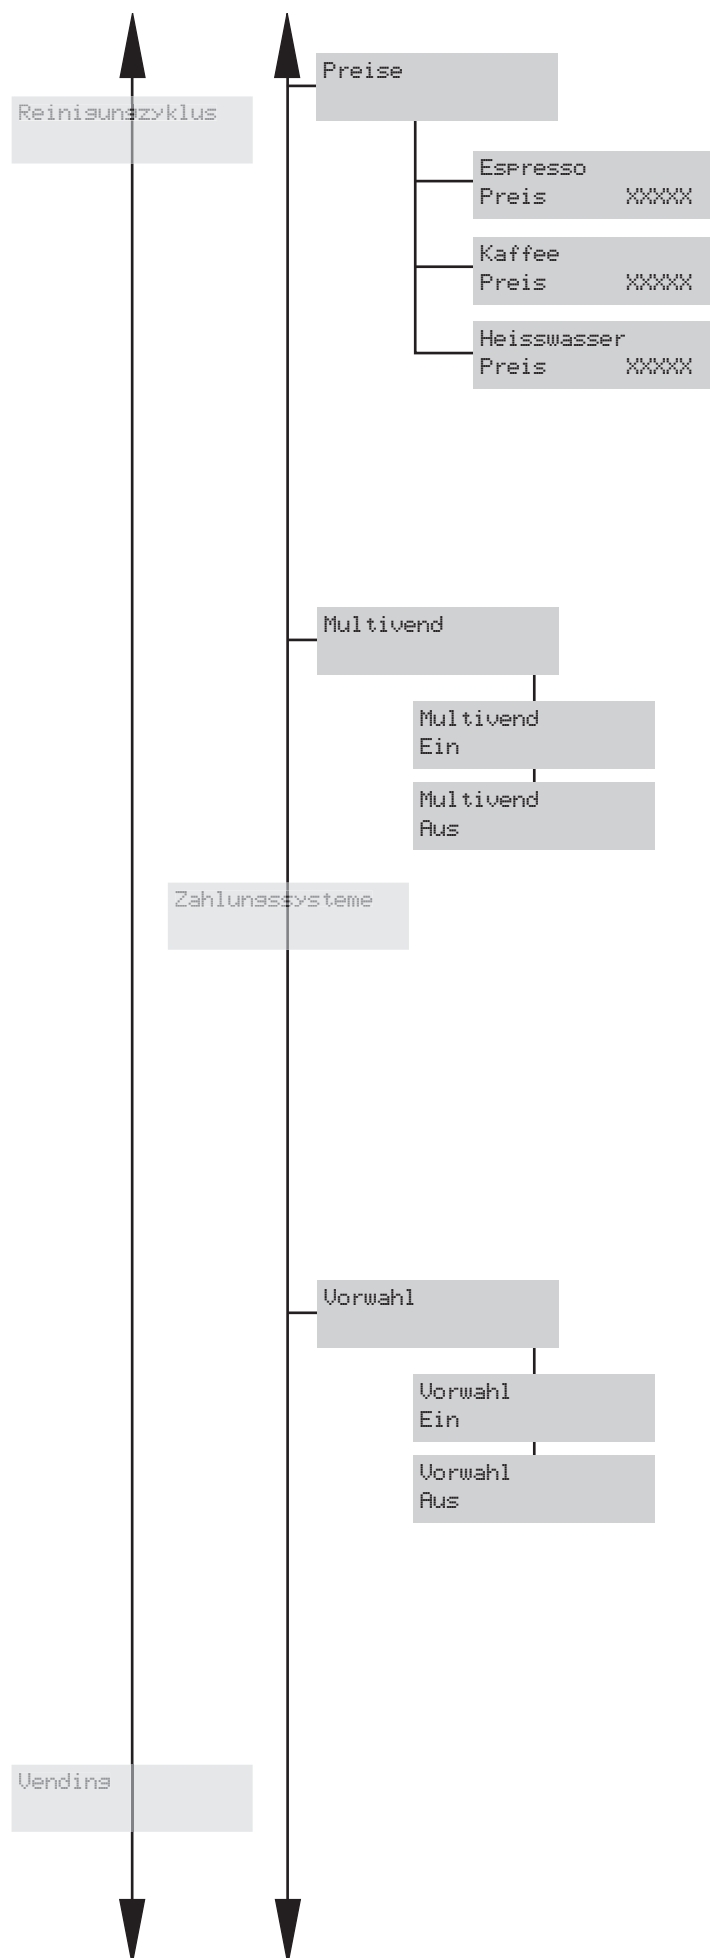 Preise
Reinigungzyklus
Espresso
Preis XXXXX
Kaffee
Preis XXXXX
Heisswasser
Preis XXXXX
Multivend
Multivend
Ein
Multivend
Aus
Zahlungssysteme
Vorwahl
Vorwahl
Ein
Vorwahl
Aus
Vending